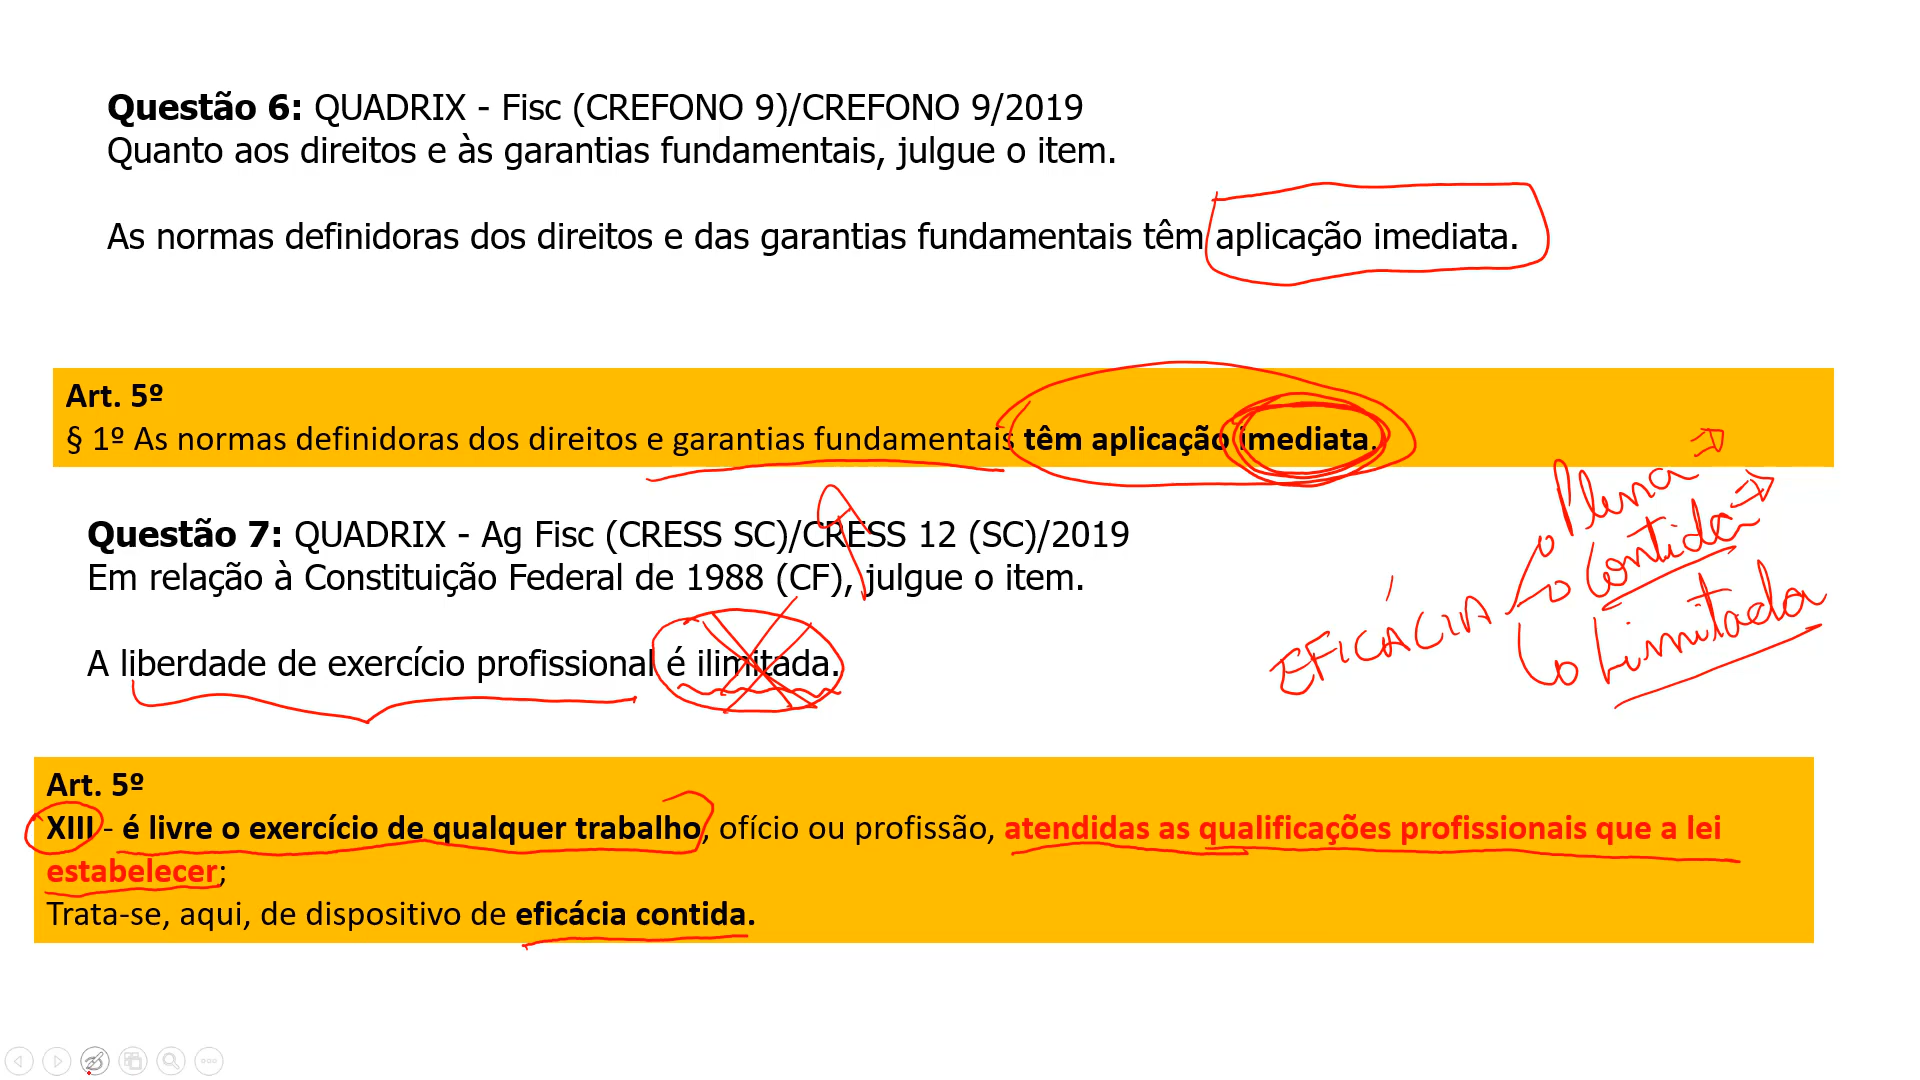 Questão 6: QUADRIX - Fisc (CREFONO 9)/CREFONO 9/2019
Quanto aos direitos e às garantias fundamentais, julgue o item.
As normas definidoras dos direitos e das garantias fundamentais têm aplicação imediata.
Art. 5º
§ 1º As normas definidoras dos direitos e garantias fundamentais têm aplicação imediata.
Questão 7: QUADRIX - Ag Fisc (CRESS SC)/CRESS 12 (SC)/2019
Em relação à Constituição Federal de 1988 (CF), julgue o item.
A liberdade de exercício profissional é ilimitada.
EFICÁCIA
Plena
Contida
Limitada
Art. 5º
XIII - é livre o exercício de qualquer trabalho, ofício ou profissão, atendidas as qualificações profissionais que a lei
estabelecer;
Trata-se, aqui, de dispositivo de eficácia contida.